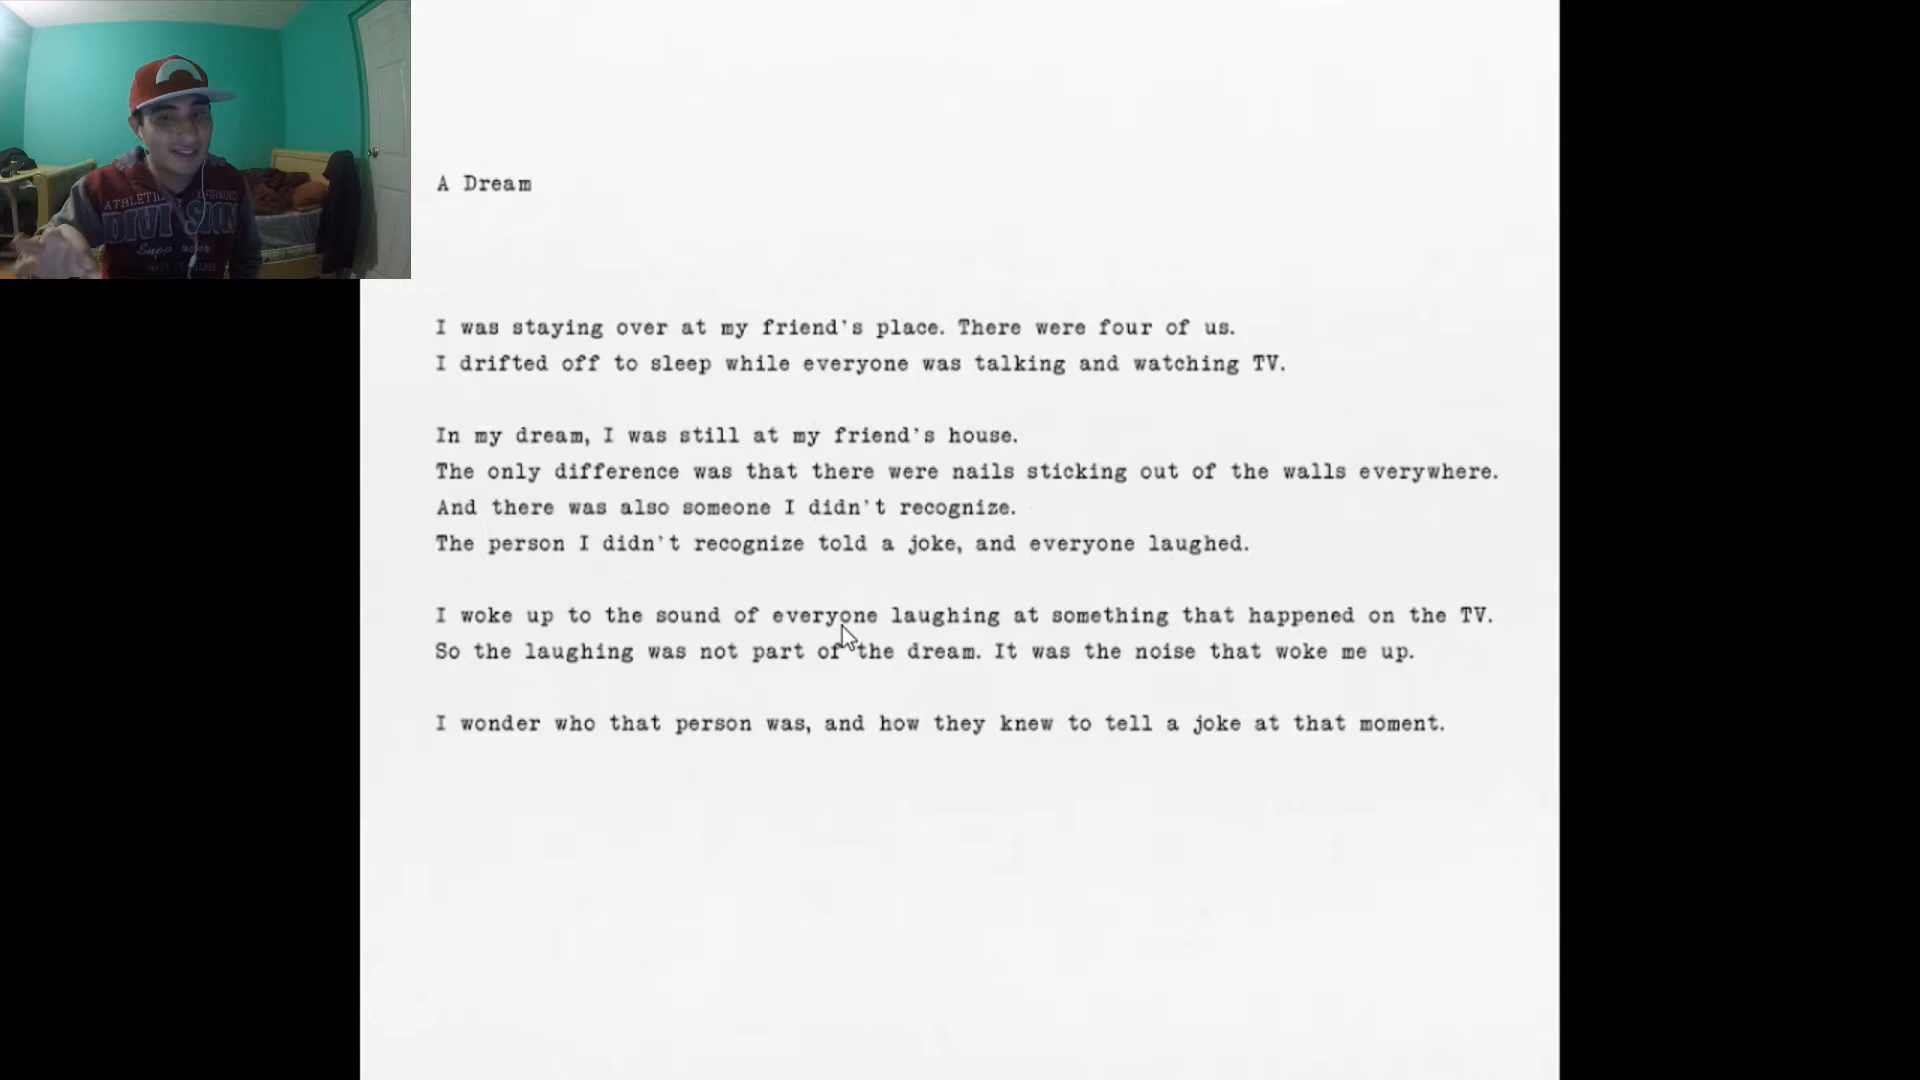 A Dream
I was staying over at my friend's place. There were four of us.
I drifted off to sleep while everyone was talking and watching TV.
In my dream, I was still at my friend's house.
The only difference was that there were nails sticking out of the walls everywhere.
And there was also someone I didn't recognize.
The person I didn't recognize told a joke, and everyone laughed.
I woke up to the sound of everyone laughing at something that happened on the TV.
So the laughing was not part of the dream. It was the noise that woke me up.
I wonder who that person was, and how they knew to tell a joke at that moment.
DIVISION